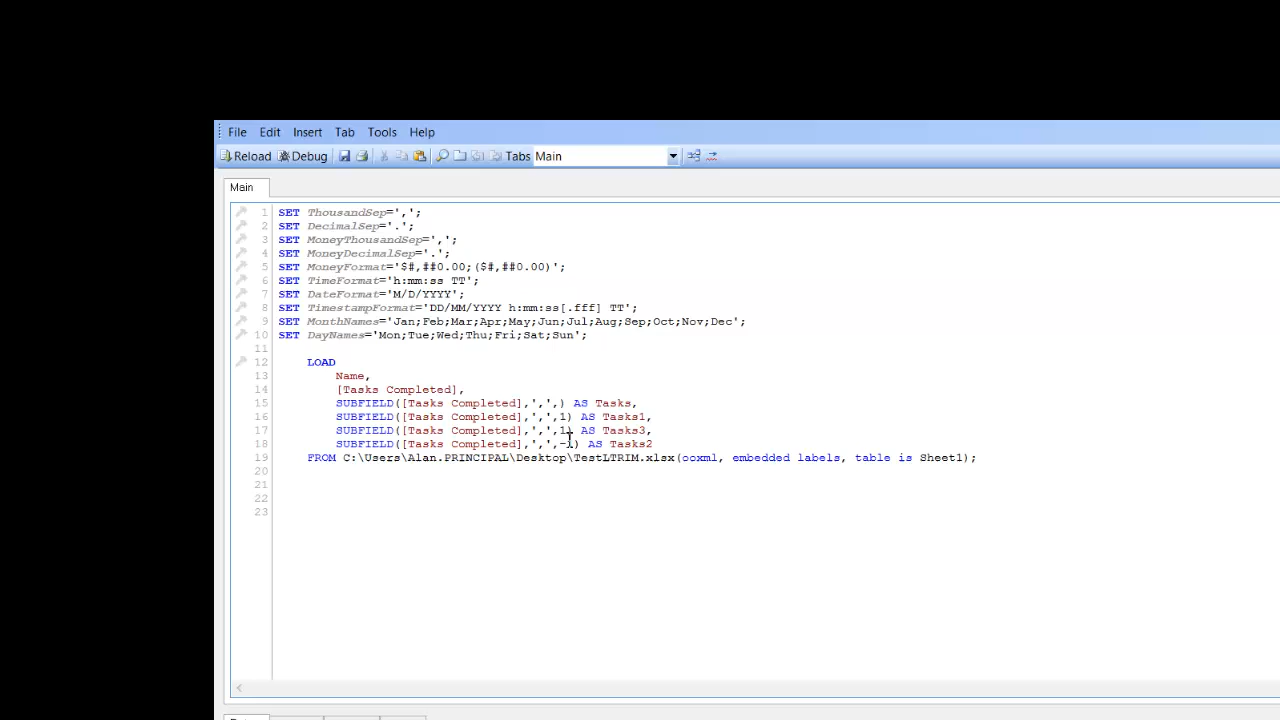 File Edit Insert Tab Tools Help
Reload Debug Tabs Main
Main
1 SET ThousandSep=',';
2 SET DecimalSep='.';
3 SET MoneyThousandSep=',';
4 SET MoneyDecimalSep='.';
5 SET MoneyFormat='$#,##0.00;($#,##0.00)';
6 SET TimeFormat='h:mm:ss TT';
7 SET DateFormat='M/D/YYYY';
8 SET TimestampFormat='DD/MM/YYYY h:mm:ss[.fff] TT';
9 SET MonthNames='Jan;Feb;Mar;Apr;May;Jun;Jul;Aug;Sep;Oct;Nov;Dec';
10 SET DayNames='Mon;Tue;Wed;Thu;Fri;Sat;Sun';
11
12 LOAD
13 Name,
14 [Tasks Completed],
15 SUBFIELD([Tasks Completed],',',) AS Tasks,
16 SUBFIELD([Tasks Completed],',',1) AS Tasks1,
17 SUBFIELD([Tasks Completed],',',1) AS Tasks3,
18 SUBFIELD([Tasks Completed],',',-1) AS Tasks2
19 FROM C:\Users\Alan.PRINCIPAL\Desktop\TestLTRIM.xlsx(ooxml, embedded labels, table is Sheet1);
20
21
22
23